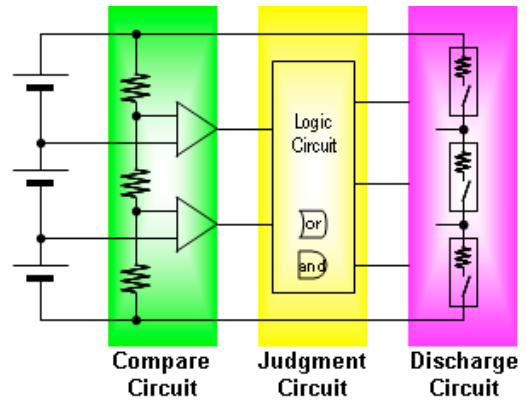 Logic
Circuit
or
and
Compare
Circuit
Judgment
Circuit
Discharge
Circuit